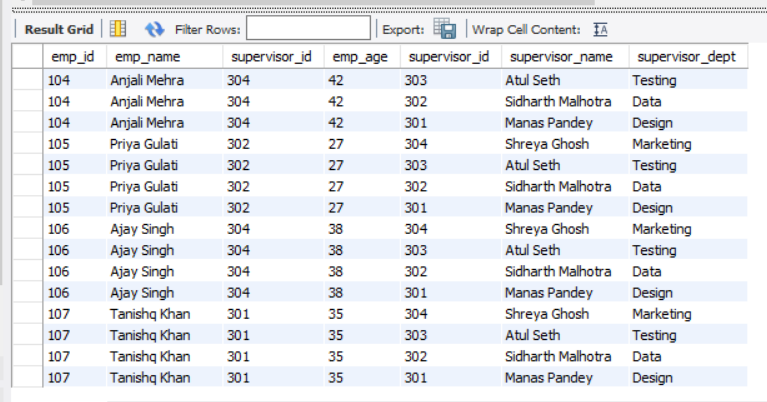 Result Grid Filter Rows: Export: Wrap Cell Content: IA
emp_id emp_name supervisor_id emp_age supervisor_id supervisor_name supervisor_dept
104 Anjali Mehra 304 42 303 Atul Seth Testing
104 Anjali Mehra 304 42 302 Sidharth Malhotra Data
104 Anjali Mehra 304 42 301 Manas Pandey Design
105 Priya Gulati 302 27 304 Shreya Ghosh Marketing
105 Priya Gulati 302 27 303 Atul Seth Testing
105 Priya Gulati 302 27 302 Sidharth Malhotra Data
105 Priya Gulati 302 27 301 Manas Pandey Design
106 Ajay Singh 304 38 304 Shreya Ghosh Marketing
106 Ajay Singh 304 38 303 Atul Seth Testing
106 Ajay Singh 304 38 302 Sidharth Malhotra Data
106 Ajay Singh 304 38 301 Manas Pandey Design
107 Tanishq Khan 301 35 304 Shreya Ghosh Marketing
107 Tanishq Khan 301 35 303 Atul Seth Testing
107 Tanishq Khan 301 35 302 Sidharth Malhotra Data
107 Tanishq Khan 301 35 301 Manas Pandey Design